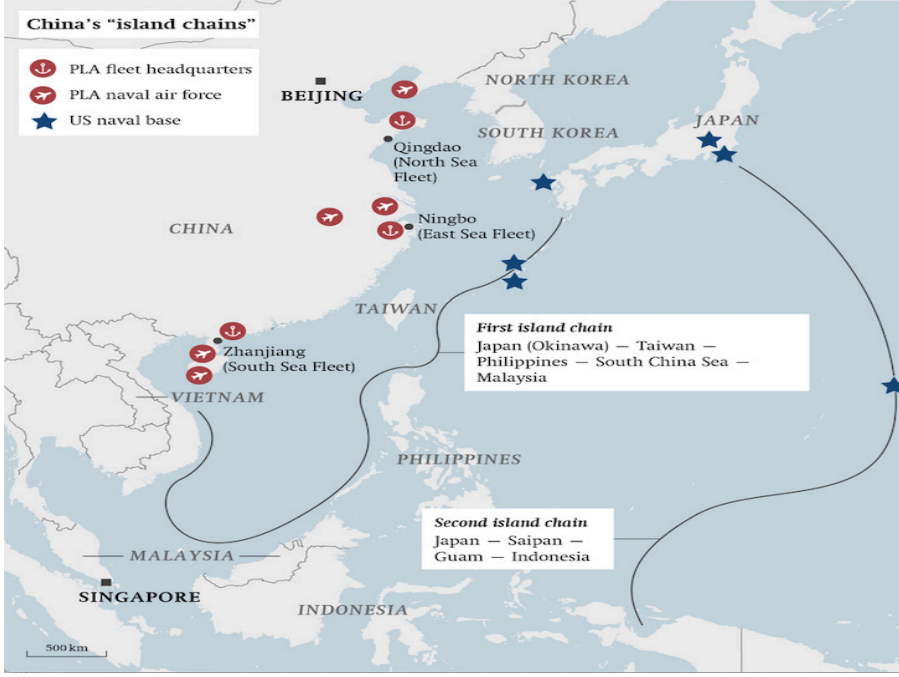 China's “island chains”
PLA fleet headquarters
PLA naval air force
US naval base
BEIJING
NORTH KOREA
SOUTH KOREA
JAPAN
Qingdao
(North Sea
Fleet)
CHINA
Ningbo
(East Sea Fleet)
TAIWAN
First island chain
Japan (Okinawa) — Taiwan —
Philippines — South China Sea —
Malaysia
Zhanjiang
(South Sea Fleet)
VIETNAM
PHILIPPINES
Second island chain
Japan — Saipan —
Guam — Indonesia
MALAYSIA
SINGAPORE
INDONESIA
500 km